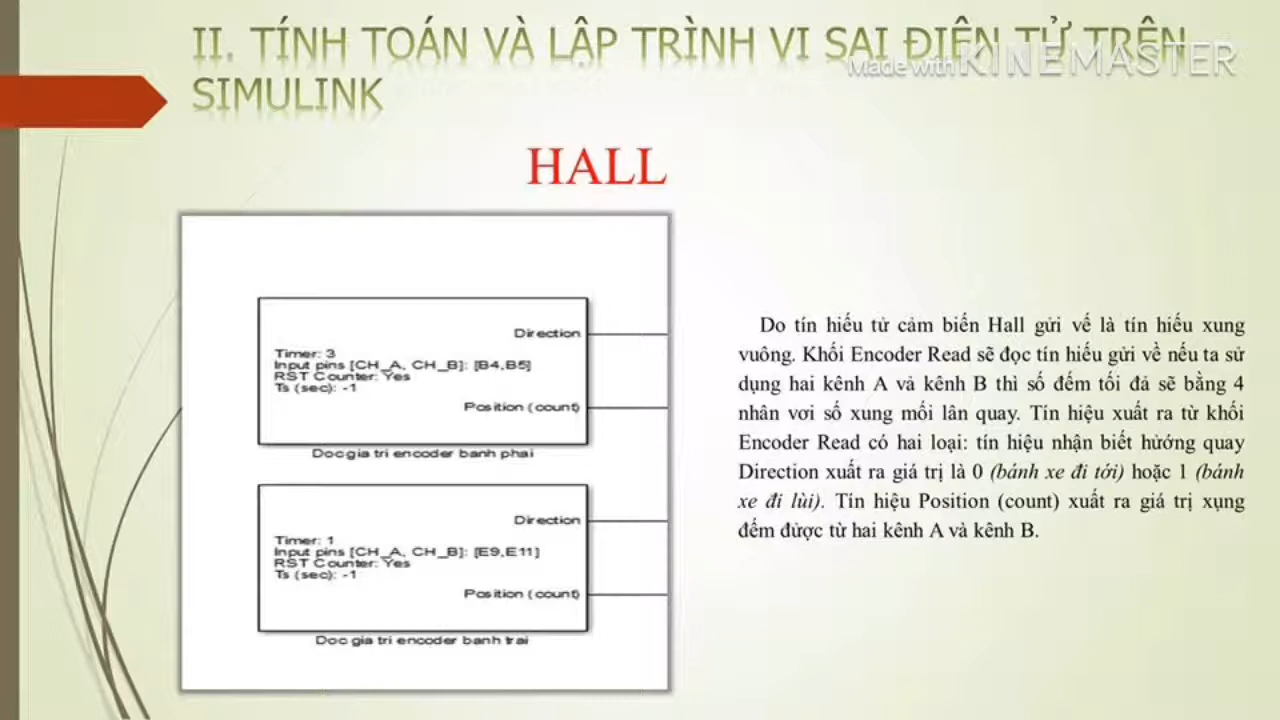 II. TÍNH TOÁN VÀ LẬP TRÌNH VI SAI ĐIỆN TỬ TRÊN
SIMULINK
Made with KINEMASTER
HALL
Direction
Timer: 3
Input pins [CH_A, CH_B]: [B4,B5]
RST Counter: Yes
Ts (sec): -1
Position (count)
Doc gia tri encoder banh phai
Direction
Timer: 1
Input pins [CH_A, CH_B]: [E9,E11]
RST Counter: Yes
Ts (sec): -1
Position (count)
Doc gia tri encoder banh trai
Do tín hiếu từ cảm biến Hall gửi vế là tín hiếu xung
vuông. Khối Encoder Read sẽ đọc tín hiếu gửi về nếu ta sử
dụng hai kênh A và kênh B thì số đếm tối đả sẽ bằng 4
nhân vơi số xung mối lân quay. Tín hiệu xuất ra từ khối
Encoder Read có hai loại: tín hiệu nhận biết hướng quay
Direction xuất ra giá trị là 0 (bánh xe đi tới) hoặc 1 (bánh
xe đi lùi). Tín hiệu Position (count) xuất ra giá trị xụng
đếm được từ hai kênh A và kênh B.